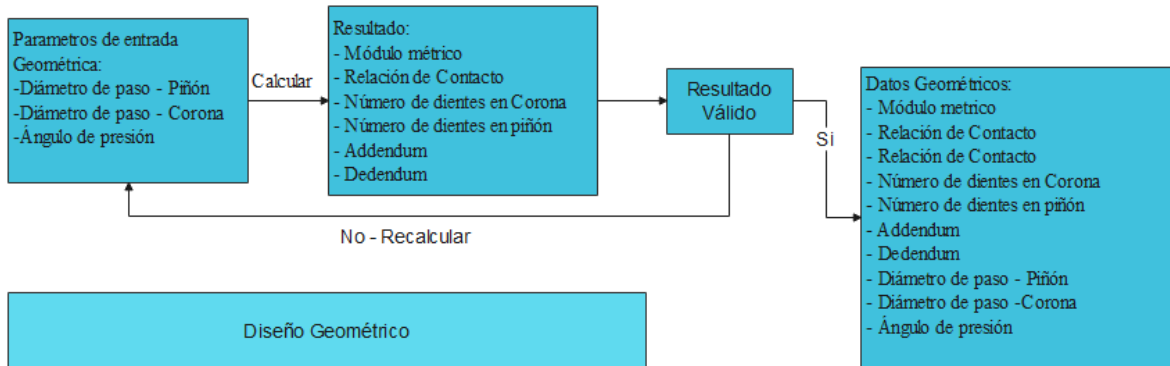 Parametros de entrada
Geométrica:
-Diámetro de paso - Piñón
-Diámetro de paso - Corona
-Ángulo de presión
Calcular
Resultado:
- Módulo métrico
- Relación de Contacto
- Número de dientes en Corona
- Número de dientes en piñón
- Addendum
- Dedendum
Resultado
Válido
Si
No - Recalcular
Datos Geométricos:
- Módulo metrico
- Relación de Contacto
- Relación de Contacto
- Número de dientes en Corona
- Número de dientes en piñón
- Addendum
- Dedendum
- Diámetro de paso - Piñón
- Diámetro de paso -Corona
- Ángulo de presión
Diseño Geométrico